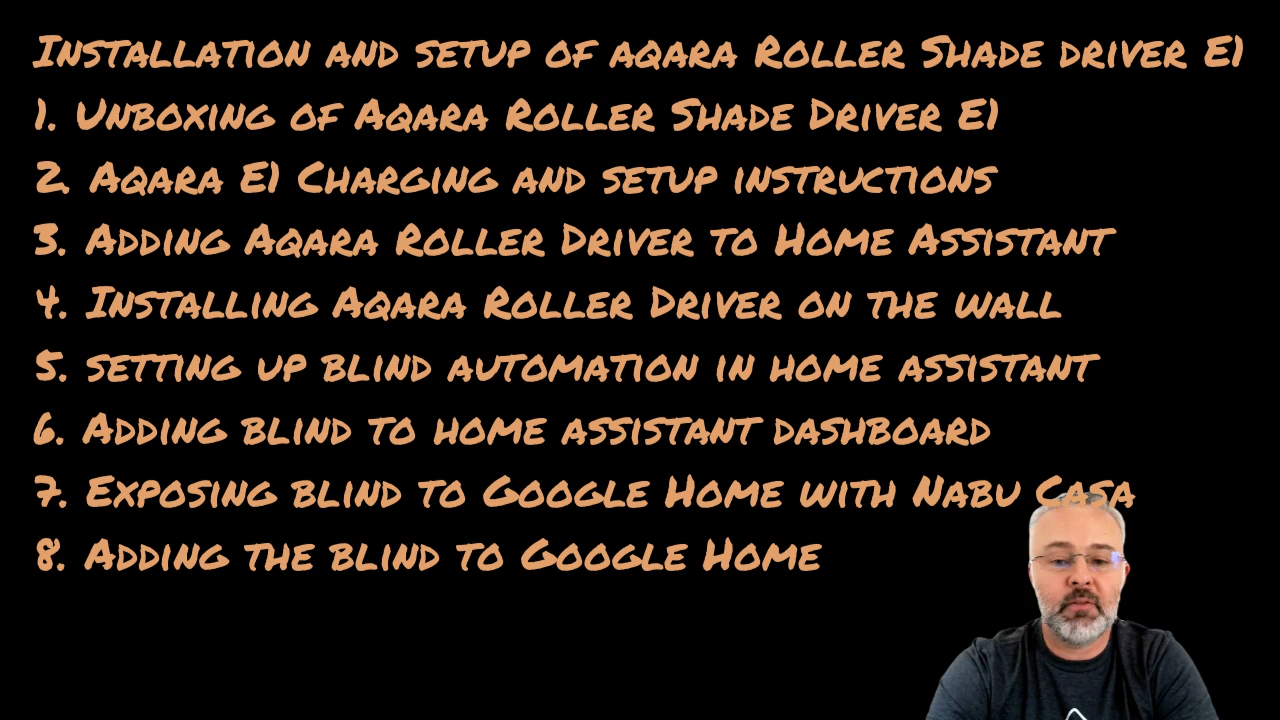 Installation and setup of aqara Roller Shade driver E1
1. Unboxing of Aqara Roller Shade Driver E1
2. Aqara E1 Charging and setup instructions
3. Adding Aqara Roller Driver to Home Assistant
4. Installing Aqara Roller Driver on the wall
5. setting up blind automation in home assistant
6. Adding blind to home assistant dashboard
7. Exposing blind to Google Home with Nabu Casa
8. Adding the blind to Google Home